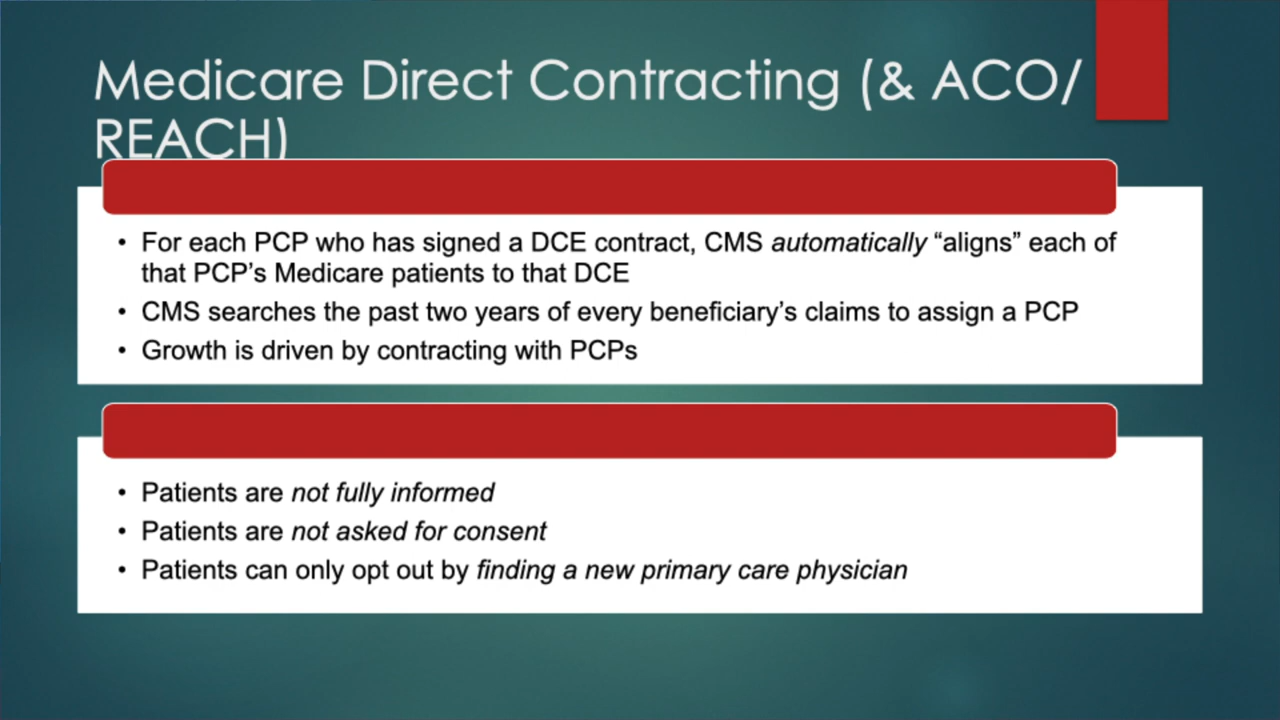 Medicare Direct Contracting (& ACO/
REACH)
• For each PCP who has signed a DCE contract, CMS automatically “aligns” each of
that PCP’s Medicare patients to that DCE
• CMS searches the past two years of every beneficiary’s claims to assign a PCP
• Growth is driven by contracting with PCPs
• Patients are not fully informed
• Patients are not asked for consent
• Patients can only opt out by finding a new primary care physician